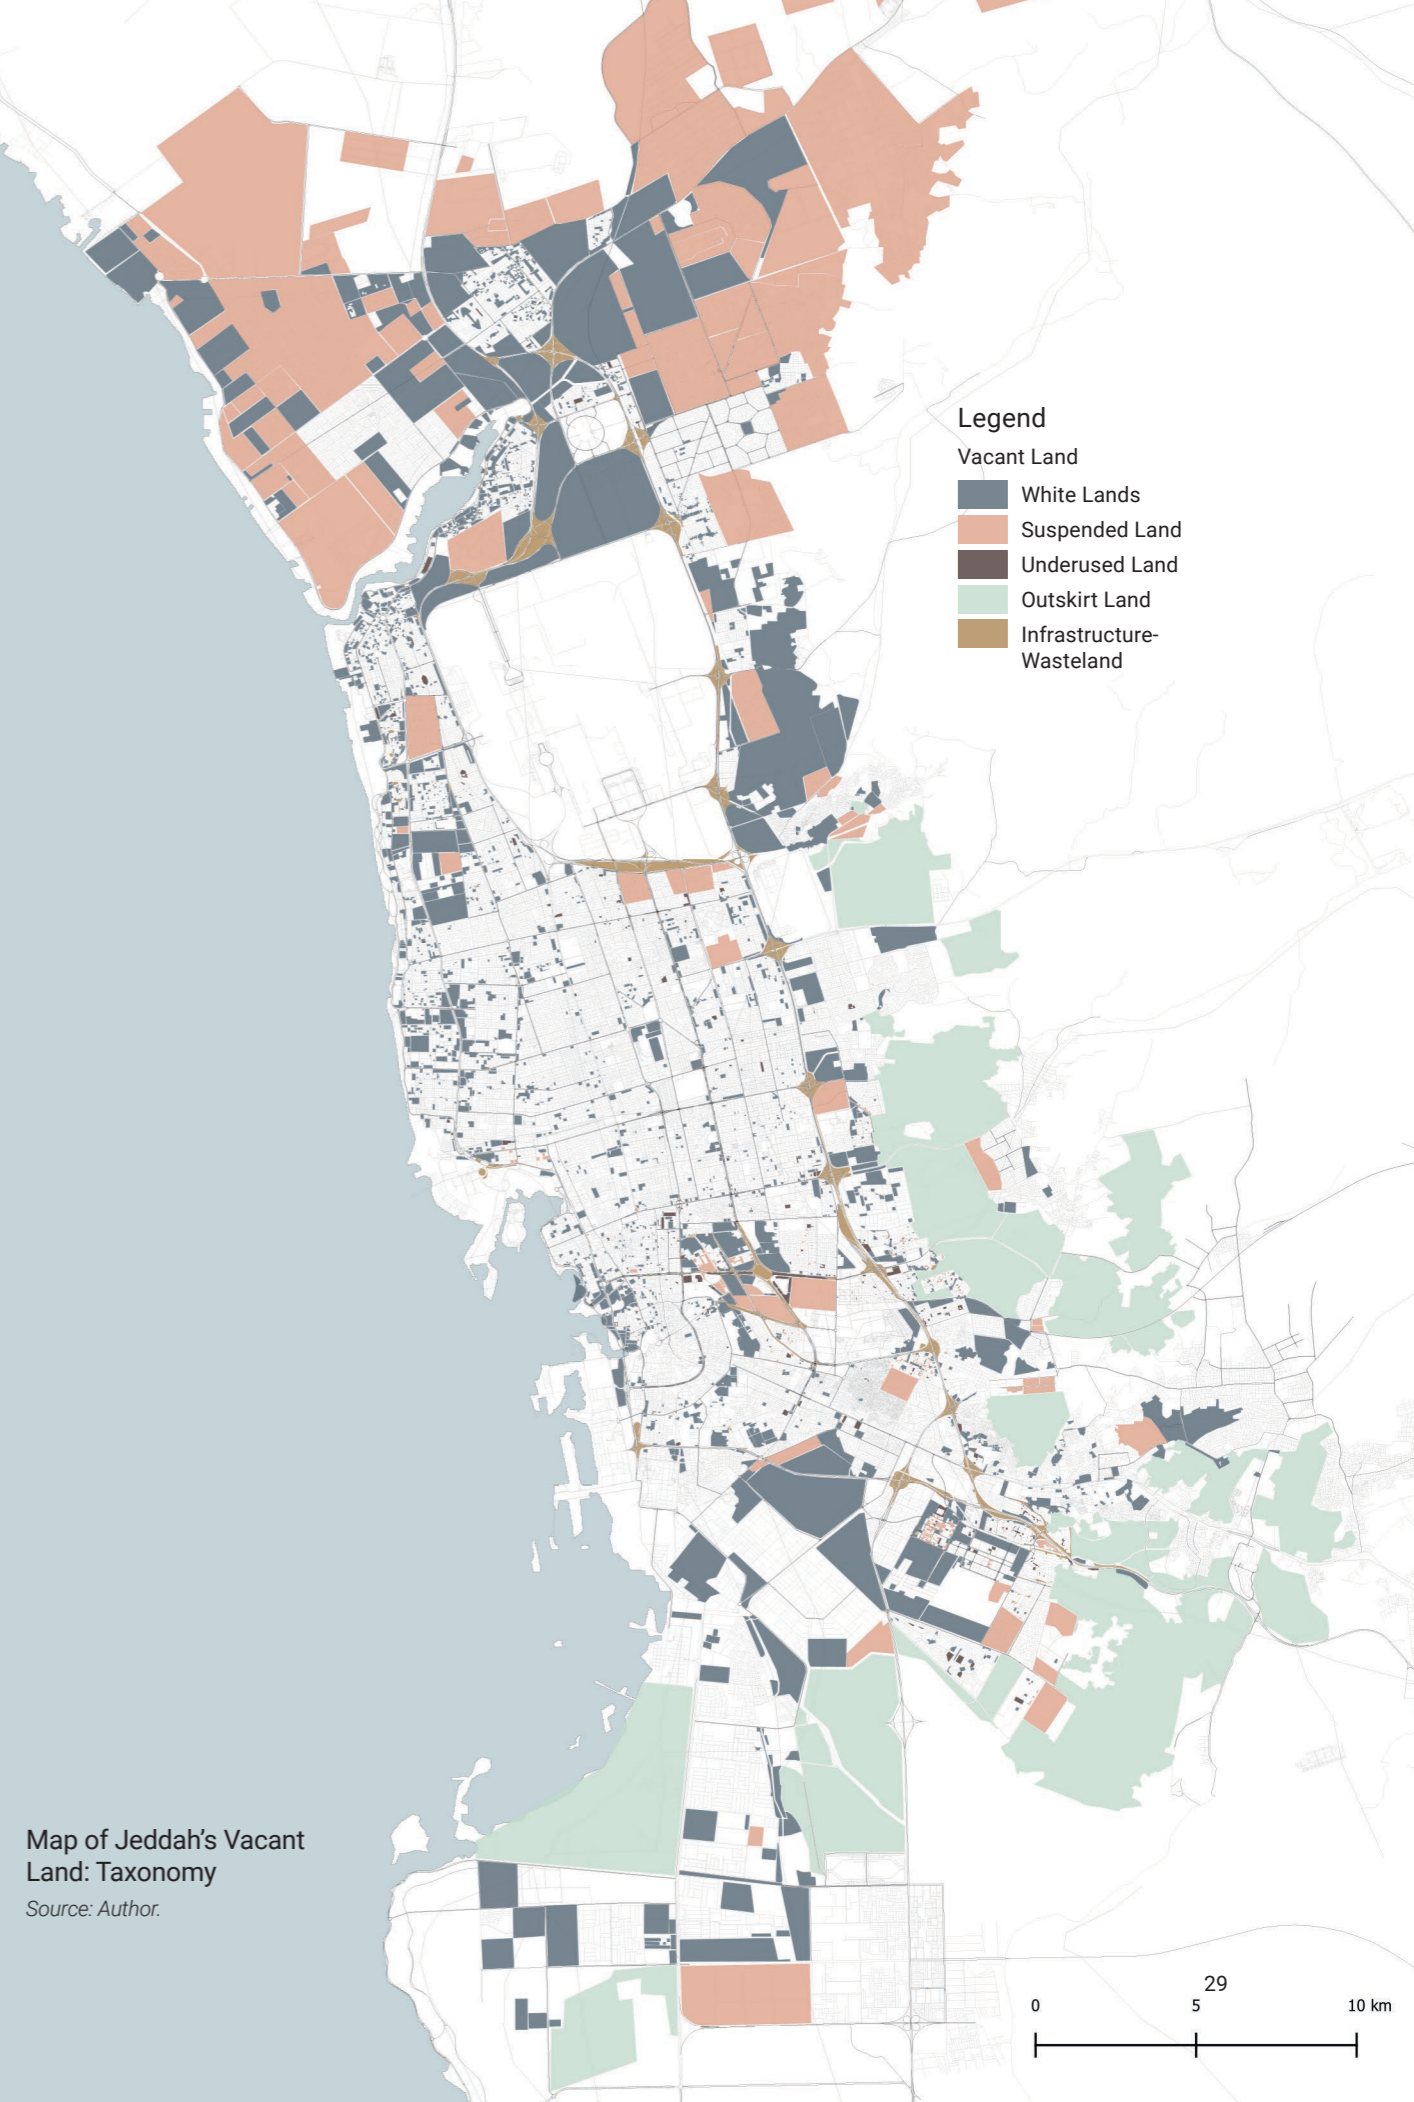 Legend
Vacant Land
White Lands
Suspended Land
Underused Land
Outskirt Land
Infrastructure-
Wasteland
Map of Jeddah's Vacant
Land: Taxonomy
Source: Author.
29
0 5 10 km